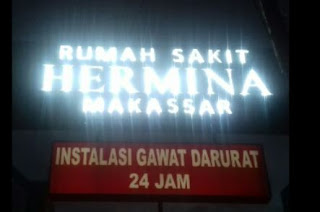 RUMAH SAKIT
HERMINA
MAKASSAR
INSTALASI GAWAT DARURAT
24 JAM